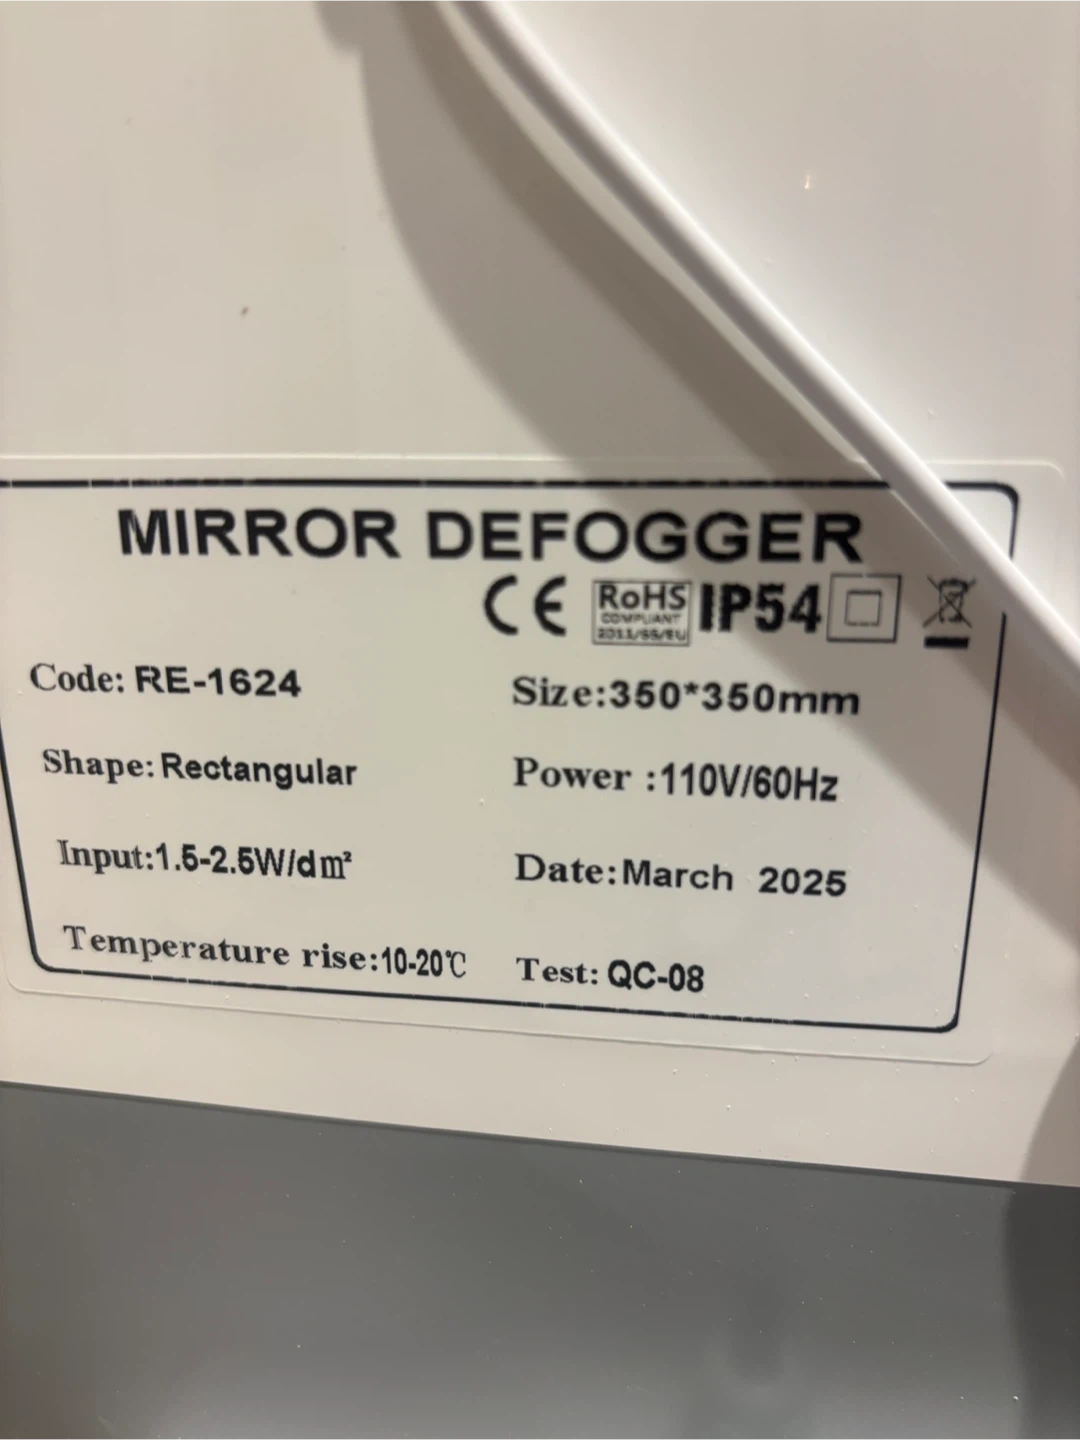 MIRROR DEFOGGER
CE RoHS COMPLIANT 2011/65/EU IP54
Code: RE-1624
Size:350*350mm
Shape: Rectangular
Power :110V/60Hz
Input:1.5-2.5W/dm²
Date:March 2025
Temperature rise:10-20℃
Test: QC-08